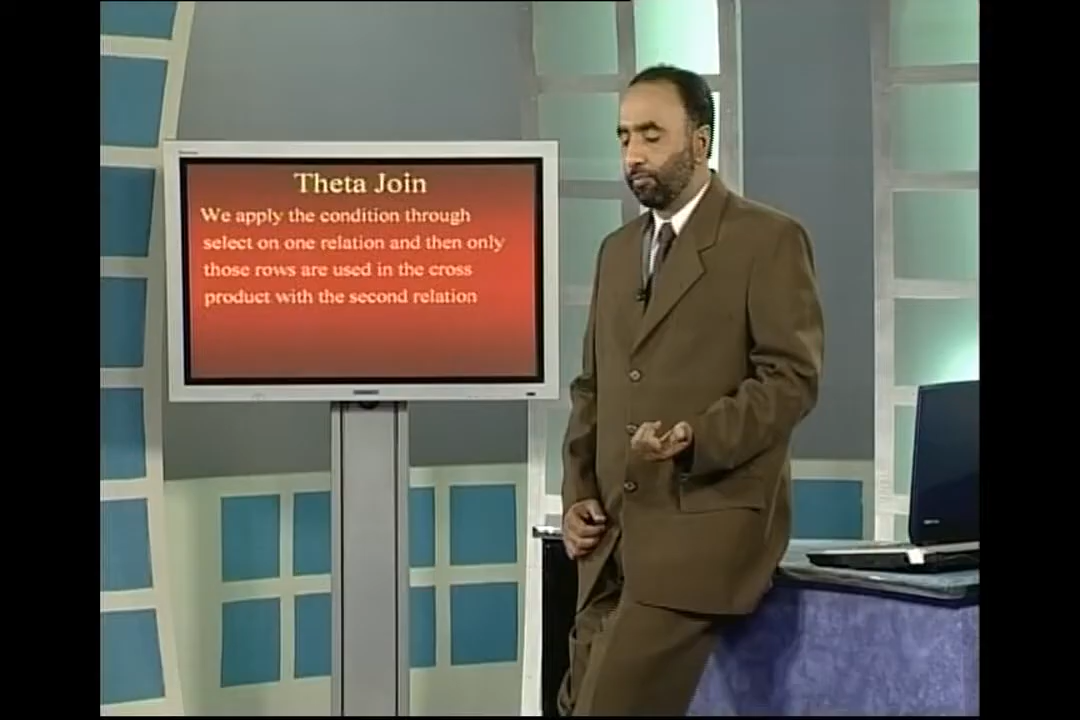 Theta Join
We apply the condition through
select on one relation and then only
those rows are used in the cross
product with the second relation